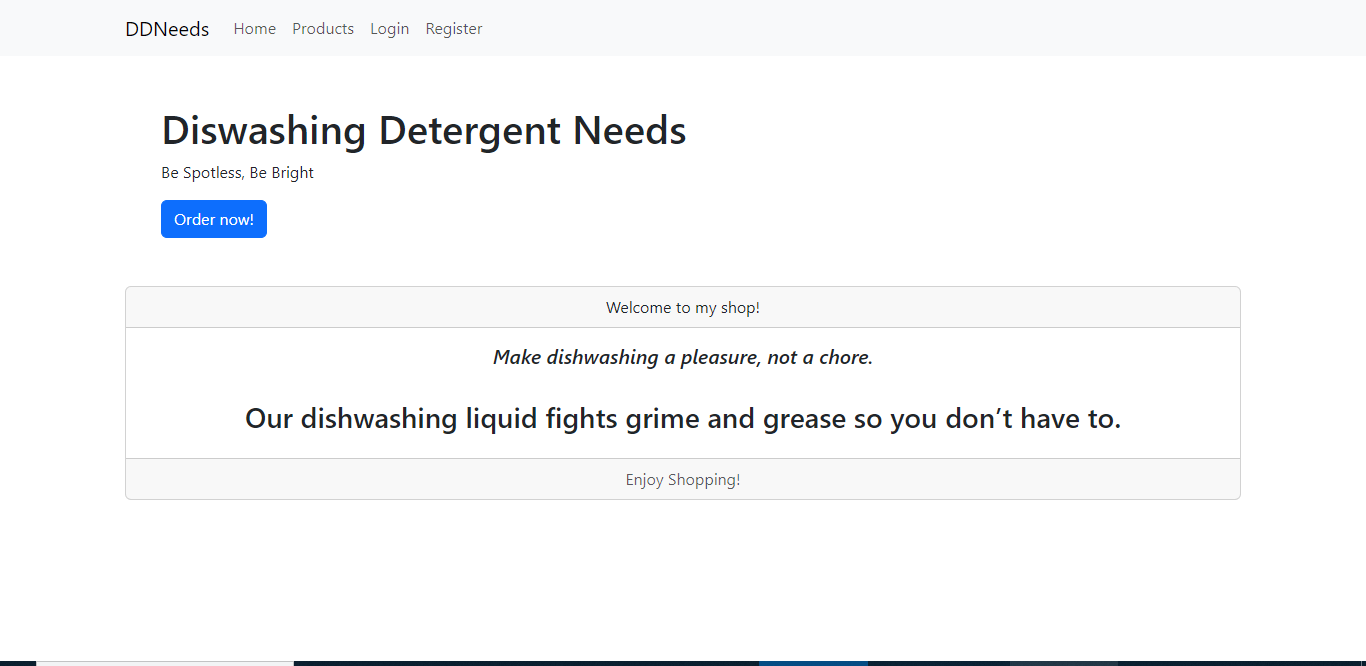 DDNeeds Home Products Login Register
Diswashing Detergent Needs
Be Spotless, Be Bright
Order now!
Welcome to my shop!
Make dishwashing a pleasure, not a chore.
Our dishwashing liquid fights grime and grease so you don’t have to.
Enjoy Shopping!